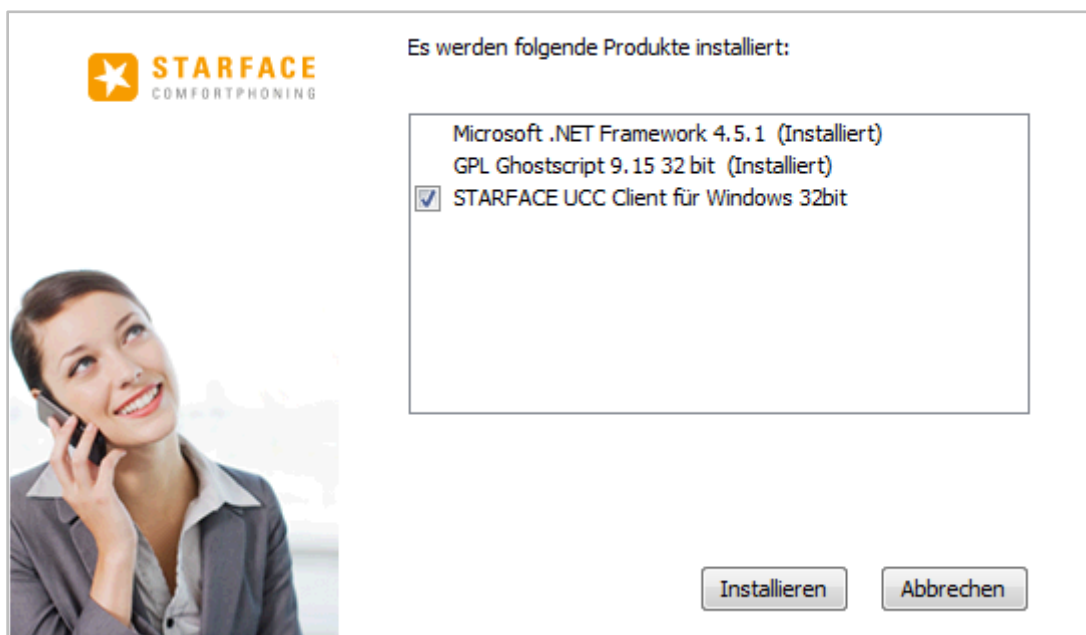 STARFACE
COMFORTPHONING
Es werden folgende Produkte installiert:
Microsoft .NET Framework 4.5.1 (Installiert)
GPL Ghostscript 9.15 32 bit (Installiert)
STARFACE UCC Client für Windows 32bit
Installieren
Abbrechen